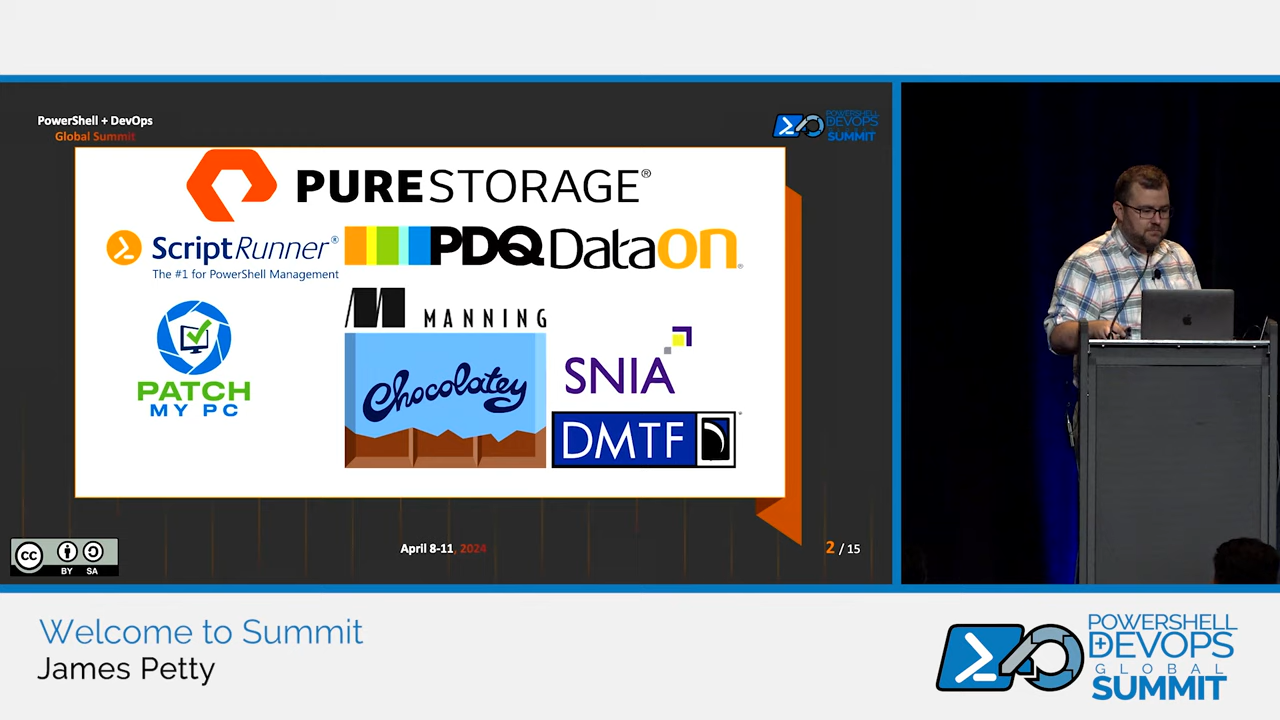 PowerShell + DevOps
Global Summit
POWERSHELL
DEVOPS
SUMMIT
PURESTORAGE®
ScriptRunner®
The #1 for PowerShell Management
PDQ
DataON®
MANNING
PATCH
MY PC
Chocolatey
SNIA
DMTF
cc
BY SA
April 8-11, 2024
2 / 15
Welcome to Summit
James Petty
POWERSHELL
+DEVOPS
GLOBAL
SUMMIT